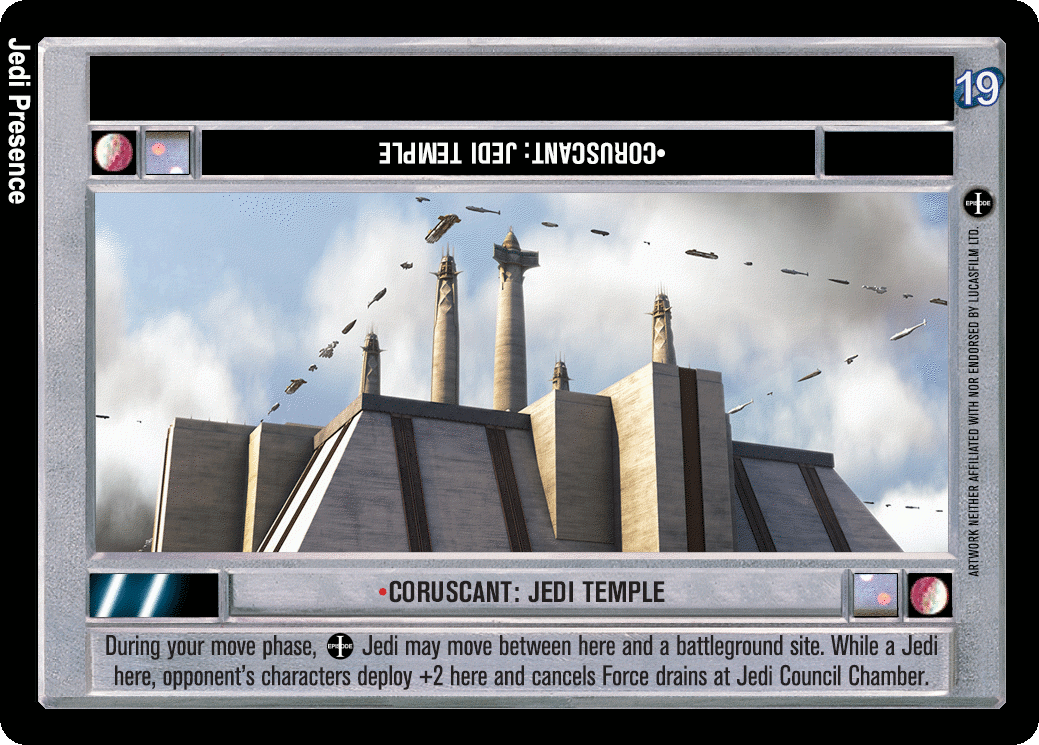 Jedi Presence
19
•CORUSCANT: JEDI TEMPLE
EPISODE I
ARTWORK NEITHER AFFILIATED WITH NOR ENDORSED BY LUCASFILM LTD.
•CORUSCANT: JEDI TEMPLE
During your move phase, EPISODE I Jedi may move between here and a battleground site. While a Jedi
here, opponent's characters deploy +2 here and cancels Force drains at Jedi Council Chamber.